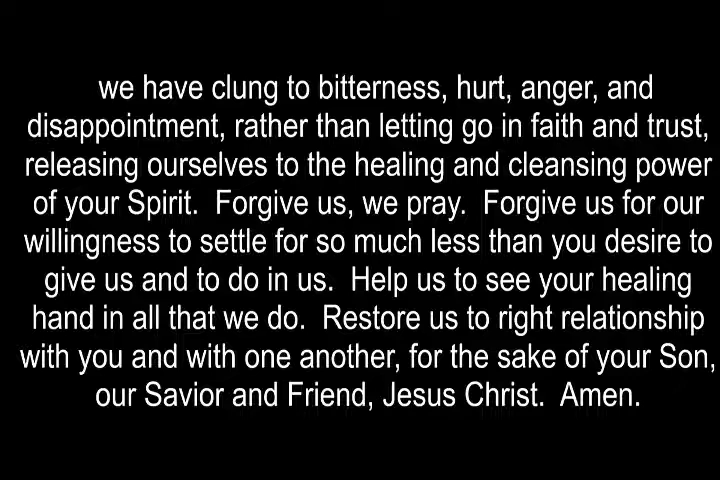 we have clung to bitterness, hurt, anger, and
disappointment, rather than letting go in faith and trust,
releasing ourselves to the healing and cleansing power
of your Spirit.  Forgive us, we pray.  Forgive us for our
willingness to settle for so much less than you desire to
give us and to do in us.  Help us to see your healing
hand in all that we do.  Restore us to right relationship
with you and with one another, for the sake of your Son,
our Savior and Friend, Jesus Christ.  Amen.